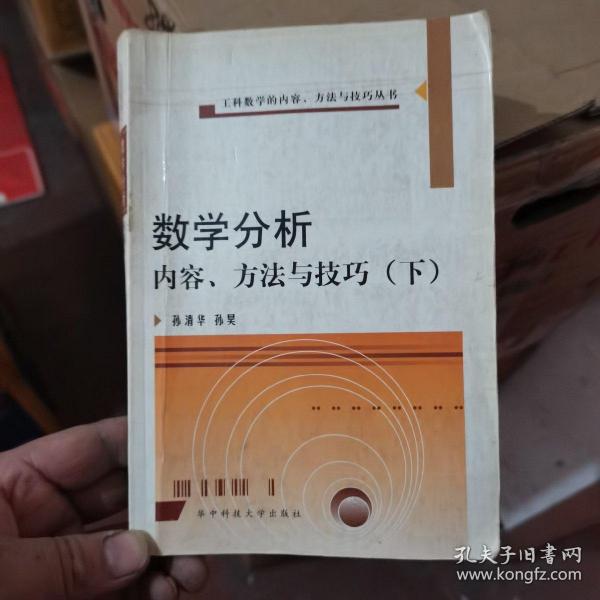 工科数学的内容、方法与技巧丛书
数学分析
内容、方法与技巧（下）
孙清华 孙昊
华中科技大学出版社
孔夫子旧书网
www.kongfz.com